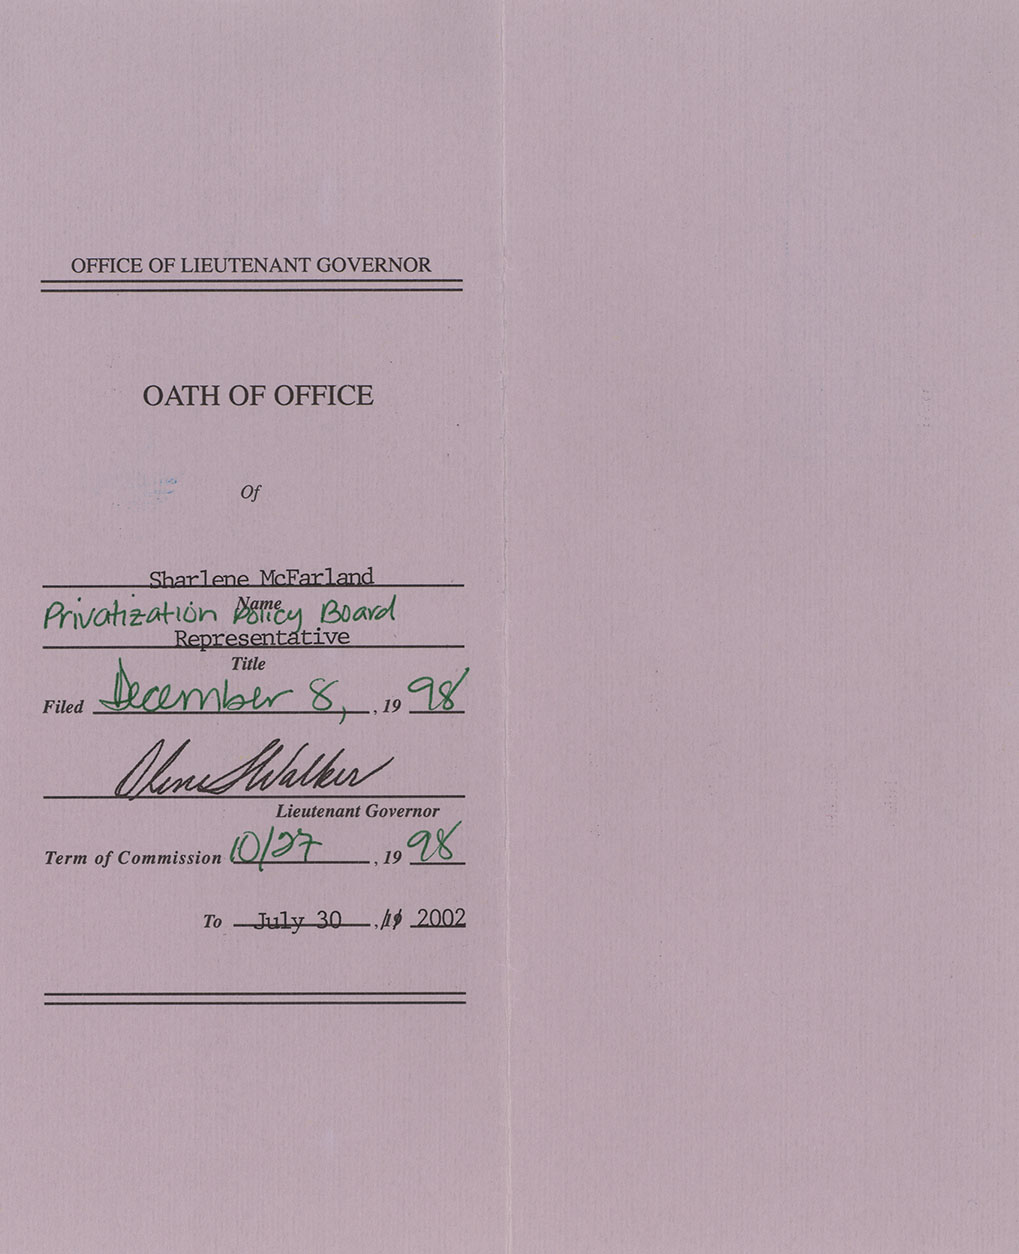 OFFICE OF LIEUTENANT GOVERNOR
OATH OF OFFICE
Of
Sharlene McFarland
Name
Privatization Policy Board
Representative
Title
Filed December 8, , 19 98
Olene S Walker
Lieutenant Governor
Term of Commission 10/27 , 19 98
To July 30 , 19 2002